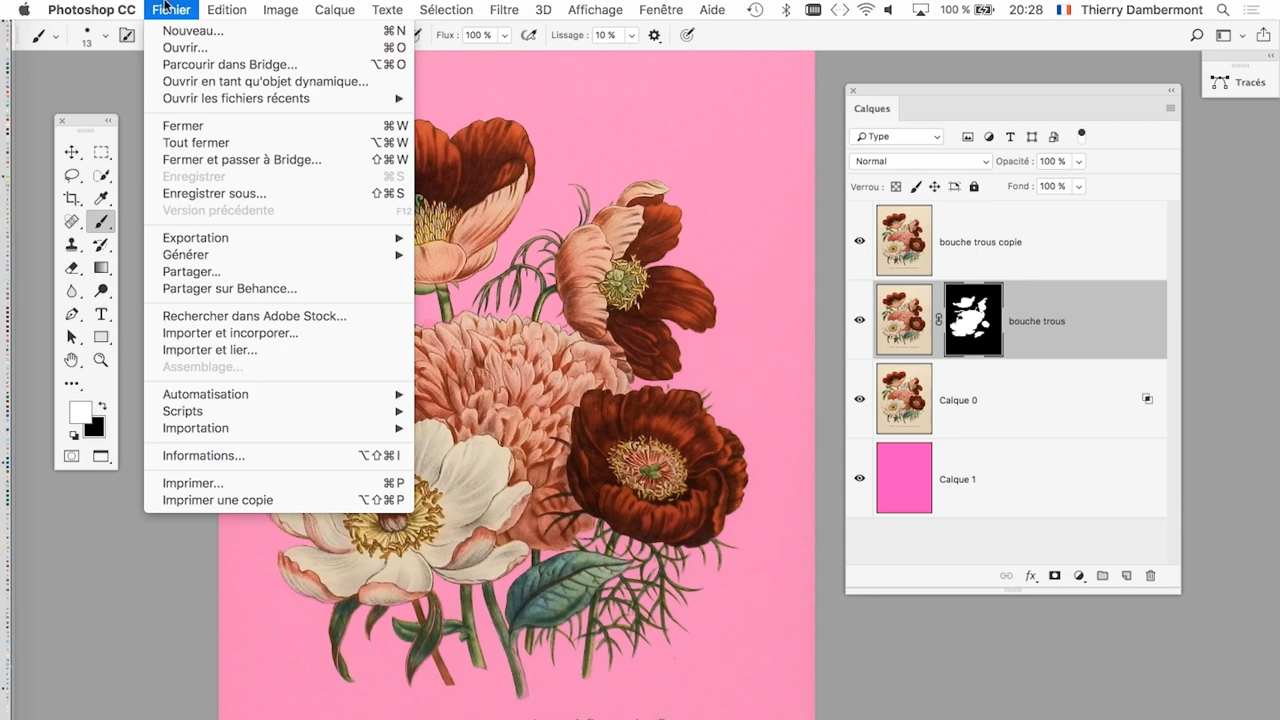 Photoshop CC Fichier Edition Image Calque Texte Sélection Filtre 3D Affichage Fenêtre Aide 100 % 20:28 Thierry Dambermont
13 Flux : 100 % Lissage : 10 %
Nouveau... ⌘N
Ouvrir... ⌘O
Parcourir dans Bridge... ⌥⌘O
Ouvrir en tant qu'objet dynamique...
Ouvrir les fichiers récents ▶
Fermer ⌘W
Tout fermer ⌥⌘W
Fermer et passer à Bridge... ⇧⌘W
Enregistrer ⌘S
Enregistrer sous... ⇧⌘S
Version précédente F12
Exportation ▶
Générer ▶
Partager...
Partager sur Behance...
Rechercher dans Adobe Stock...
Importer et incorporer...
Importer et lier...
Assemblage...
Automatisation ▶
Scripts ▶
Importation ▶
Informations... ⌥⇧⌘I
Imprimer... ⌘P
Imprimer une copie ⌥⇧⌘P
Tracés
Calques
Type
Normal Opacité : 100 %
Verrou : Fond : 100 %
bouche trous copie
bouche trous
Calque 0
Calque 1
fx